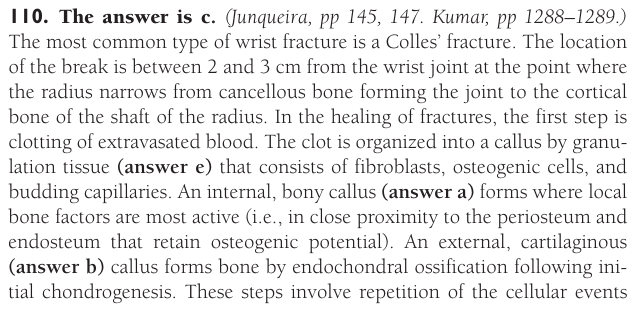 110. The answer is c. (Junqueira, pp 145, 147. Kumar, pp 1288–1289.)
The most common type of wrist fracture is a Colles’ fracture. The location
of the break is between 2 and 3 cm from the wrist joint at the point where
the radius narrows from cancellous bone forming the joint to the cortical
bone of the shaft of the radius. In the healing of fractures, the first step is
clotting of extravasated blood. The clot is organized into a callus by granu-
lation tissue (answer e) that consists of fibroblasts, osteogenic cells, and
budding capillaries. An internal, bony callus (answer a) forms where local
bone factors are most active (i.e., in close proximity to the periosteum and
endosteum that retain osteogenic potential). An external, cartilaginous
(answer b) callus forms bone by endochondral ossification following ini-
tial chondrogenesis. These steps involve repetition of the cellular events